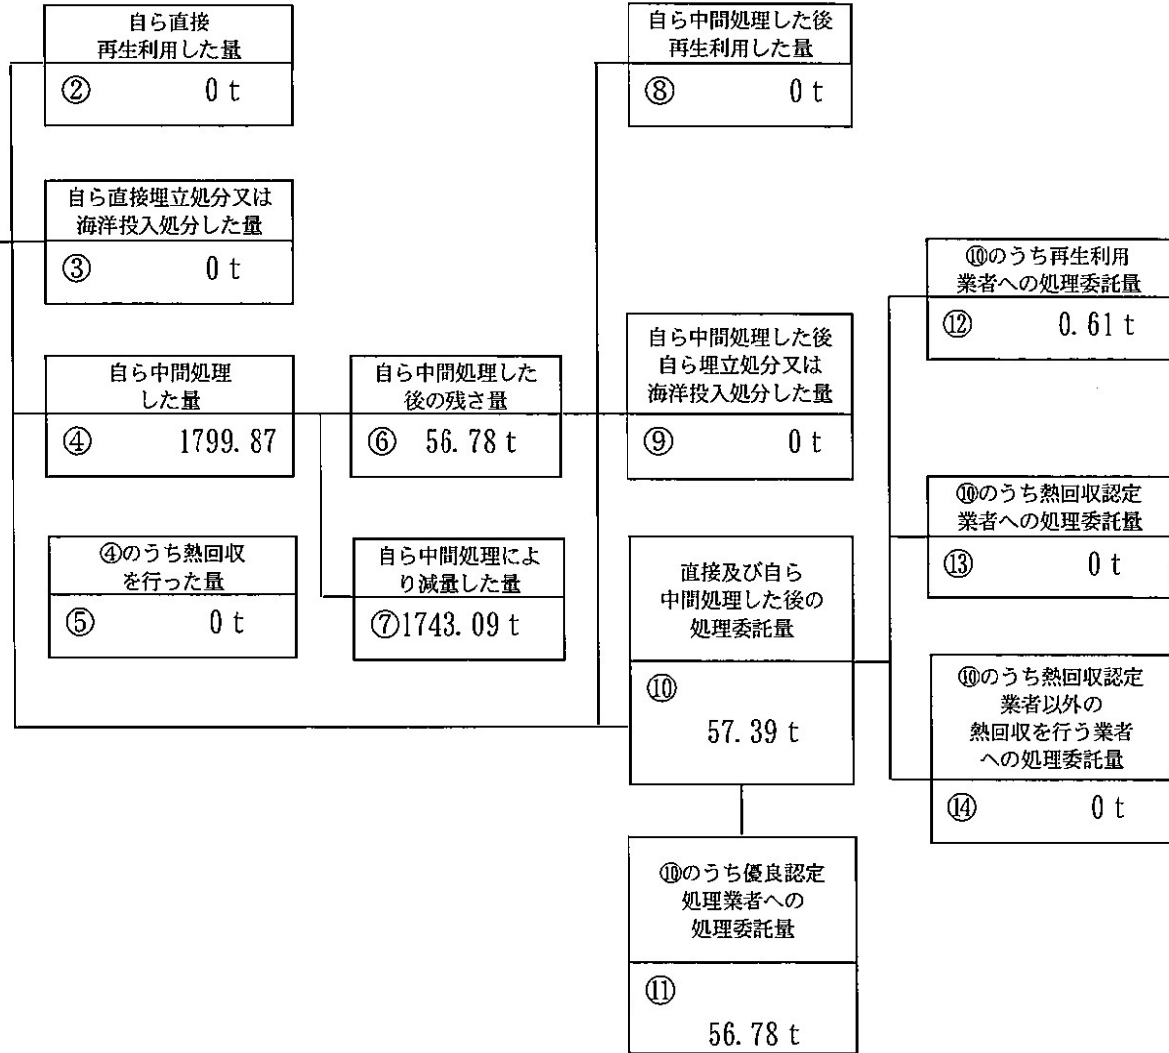 自ら直接
再生利用した量
② 0 t
自ら直接埋立処分又は
海洋投入処分した量
③ 0 t
自ら中間処理
した量
④ 1799.87
④のうち熱回収
を行った量
⑤ 0 t
自ら中間処理した
後の残さ量
⑥ 56.78 t
自ら中間処理によ
り減量した量
⑦1743.09 t
自ら中間処理した後
再生利用した量
⑧ 0 t
自ら中間処理した後
自ら埋立処分又は
海洋投入処分した量
⑨ 0 t
直接及び自ら
中間処理した後の
処理委託量
⑩
57.39 t
⑩のうち優良認定
処理業者への
処理委託量
⑪
56.78 t
⑩のうち再生利用
業者への処理委託量
⑫ 0.61 t
⑩のうち熱回収認定
業者への処理委託量
⑬ 0 t
⑩のうち熱回収認定
業者以外の
熱回収を行う業者
への処理委託量
⑭ 0 t